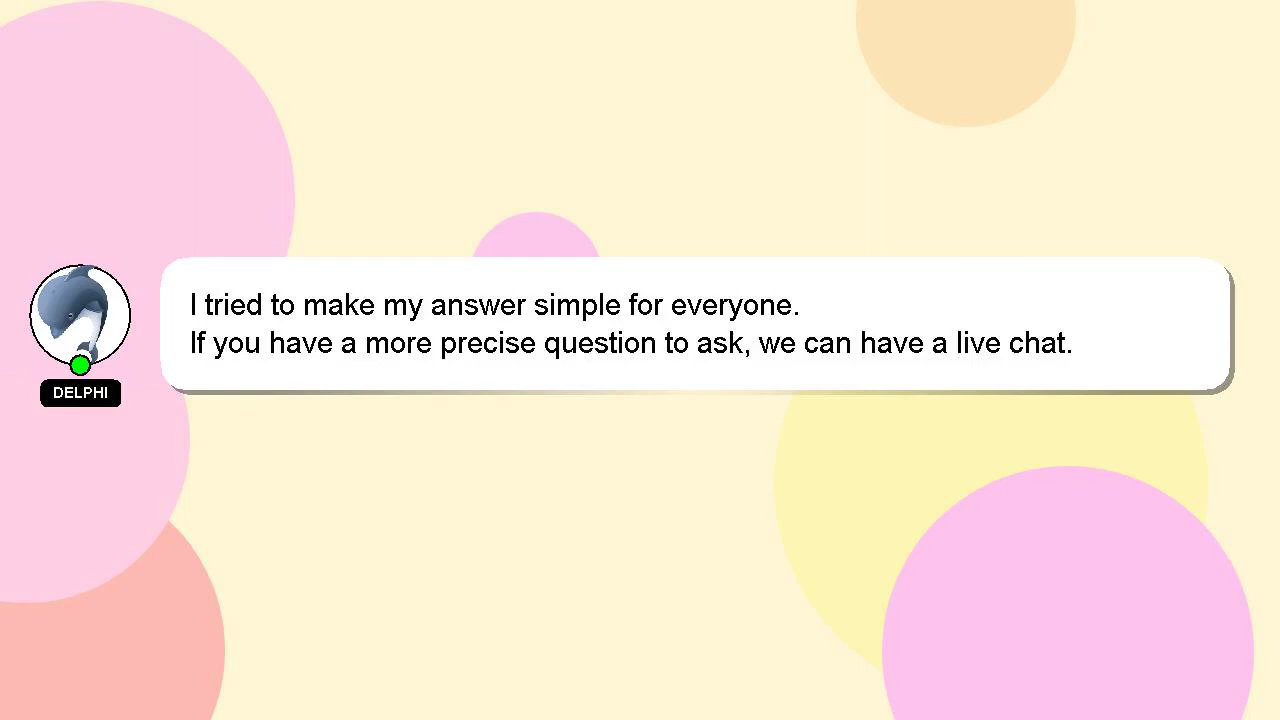 I tried to make my answer simple for everyone.
If you have a more precise question to ask, we can have a live chat.
DELPHI